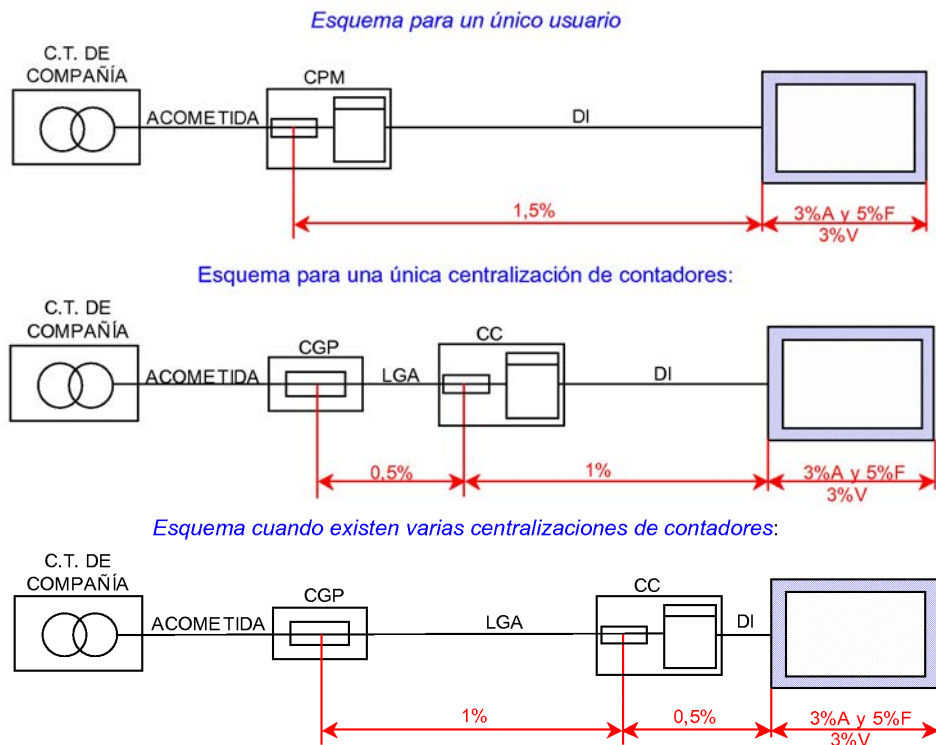 Esquema para un único usuario
C.T. DE
COMPAÑÍA
CPM
ACOMETIDA
DI
1,5%
3%A y 5%F
3%V
Esquema para una única centralización de contadores:
C.T. DE
COMPAÑÍA
CGP
CC
ACOMETIDA
LGA
DI
0,5%
1%
3%A y 5%F
3%V
Esquema cuando existen varias centralizaciones de contadores:
C.T. DE
COMPAÑÍA
CGP
CC
ACOMETIDA
LGA
DI
1%
0,5%
3%A y 5%F
3%V